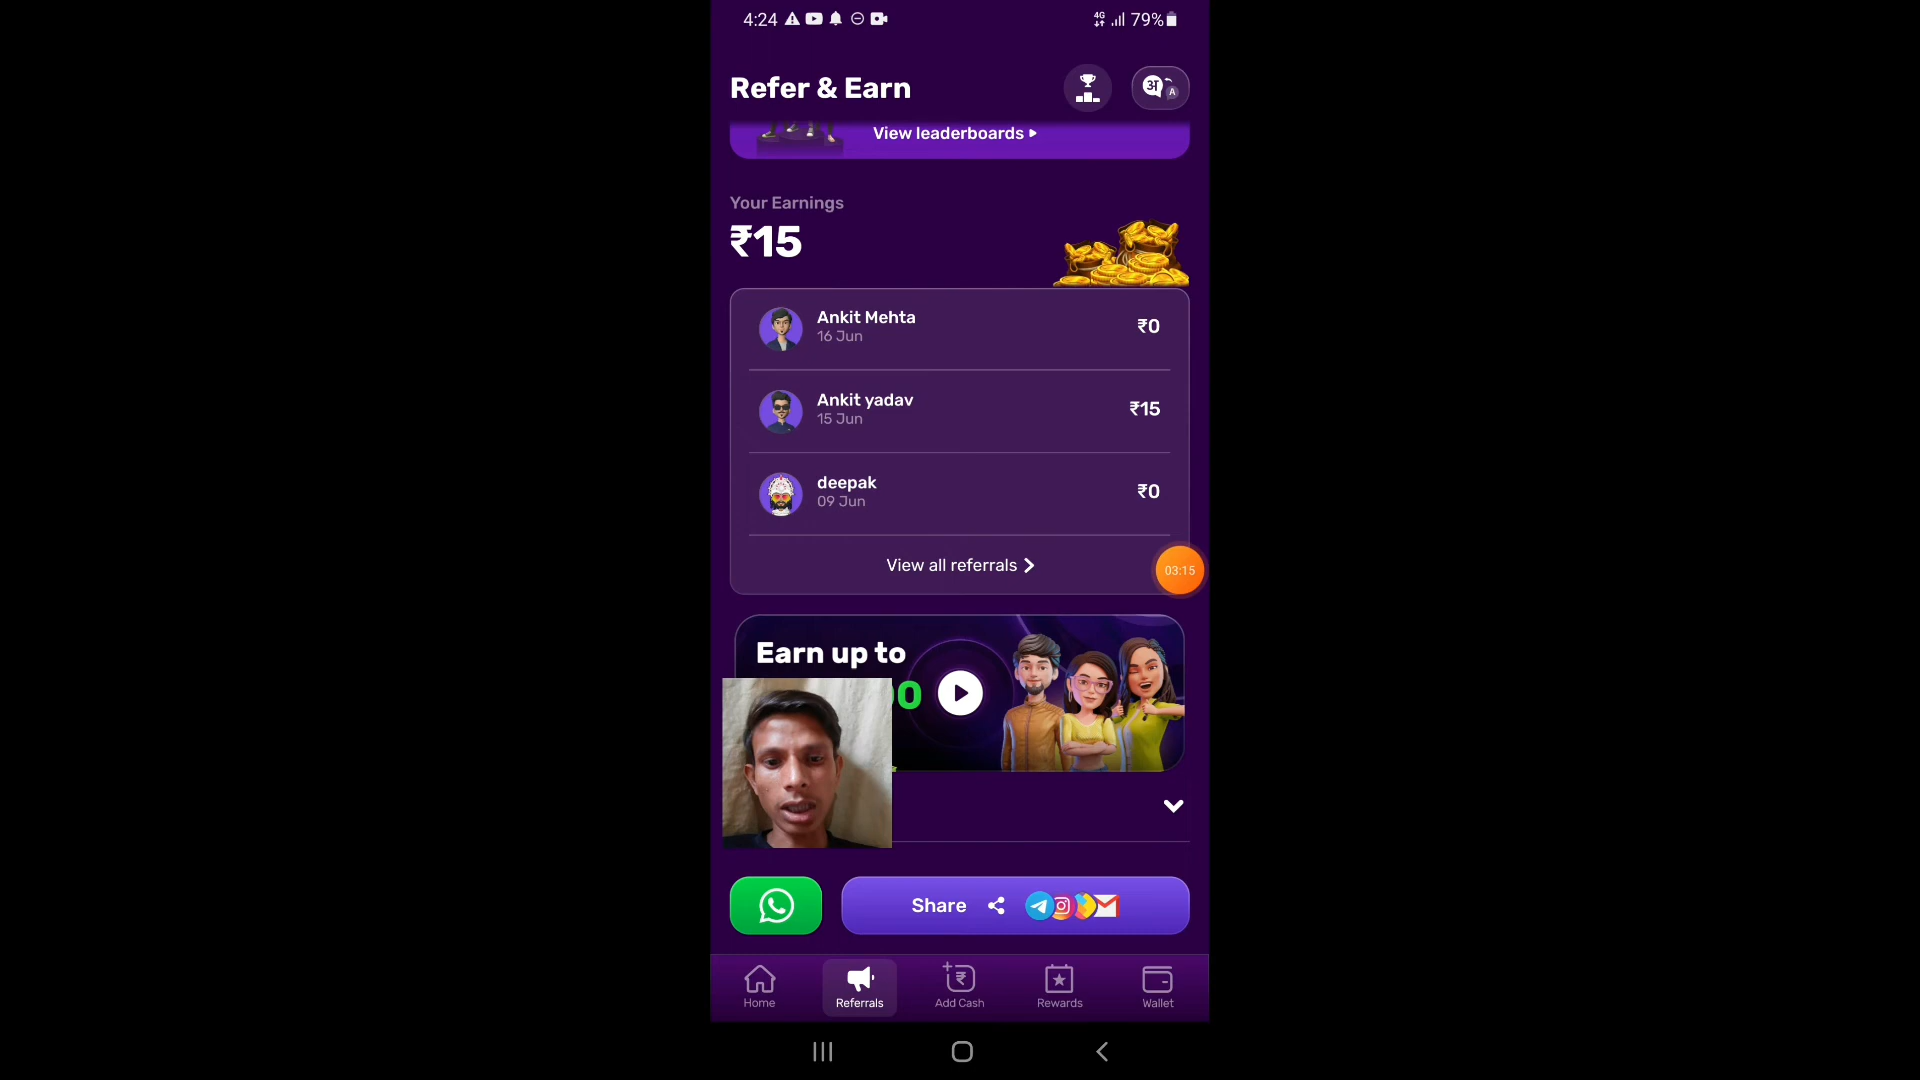 4:24 4G 79%
Refer & Earn
अ A
View leaderboards
Your Earnings
₹15
Ankit Mehta
16 Jun
₹0
Ankit yadav
15 Jun
₹15
deepak
09 Jun
₹0
View all referrals
03:15
Earn up to
0
Share
Home Referrals Add Cash Rewards Wallet